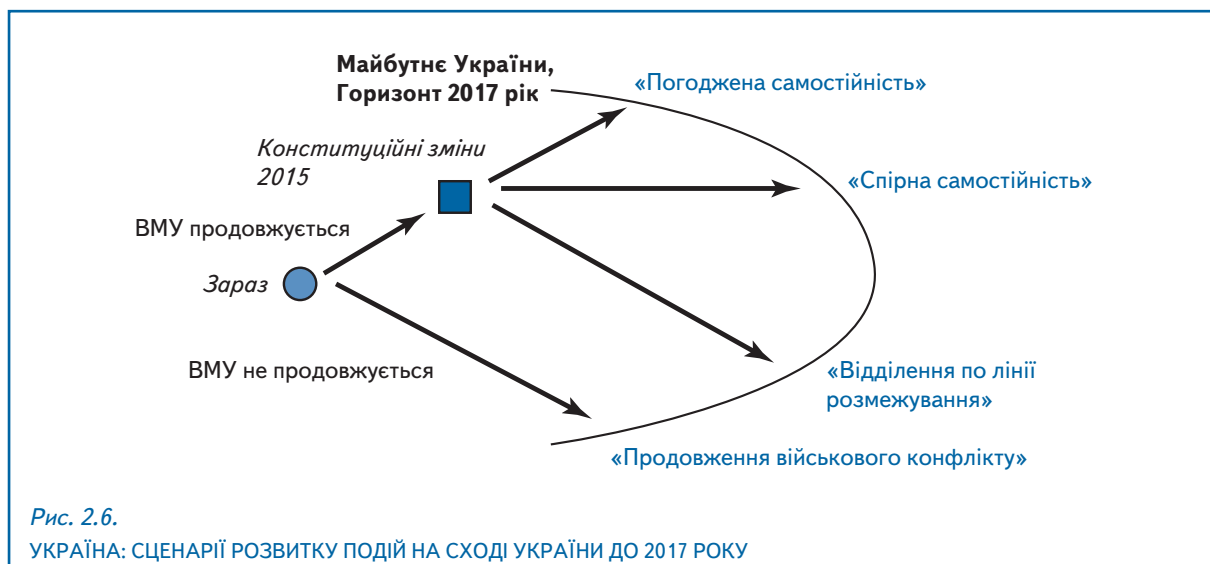 Майбутнє України,
Горизонт 2017 рік
«Погоджена самостійність»
Конституційні зміни
2015
«Спірна самостійність»
ВМУ продовжується
Зараз
ВМУ не продовжується
«Відділення по лінії
розмежування»
«Продовження військового конфлікту»
Рис. 2.6.
УКРАЇНА: СЦЕНАРІЇ РОЗВИТКУ ПОДІЙ НА СХОДІ УКРАЇНИ ДО 2017 РОКУ